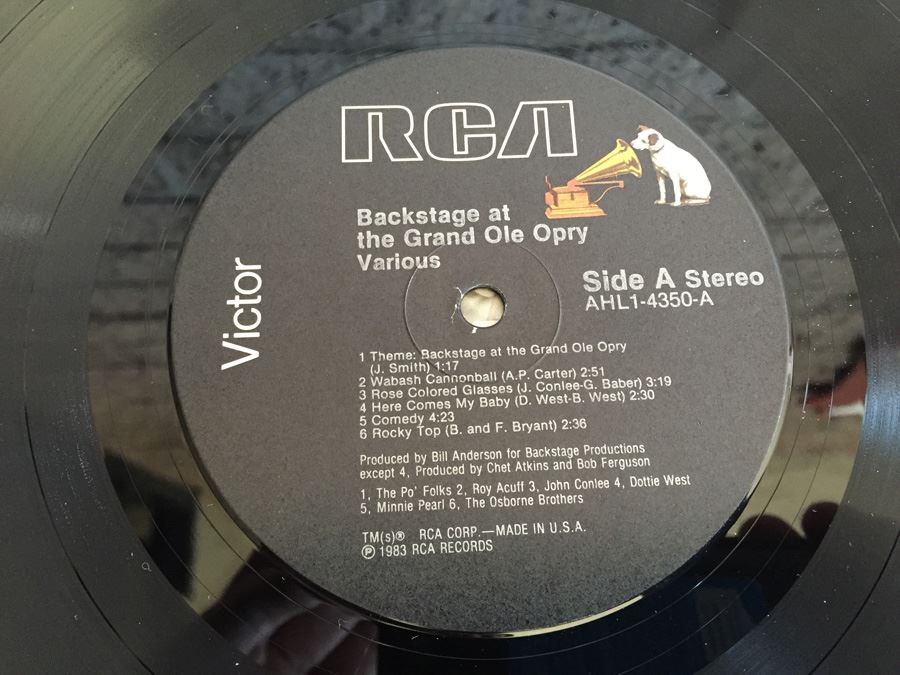 RCA
Backstage at
the Grand Ole Opry
Various
Victor
Side A Stereo
AHL1-4350-A
1 Theme: Backstage at the Grand Ole Opry
(J. Smith) 1:17
2 Wabash Cannonball (A.P. Carter) 2:51
3 Rose Colored Glasses (J. Conlee-G. Baber) 3:19
4 Here Comes My Baby (D. West-B. West) 2:30
5 Comedy 4:23
6 Rocky Top (B. and F. Bryant) 2:36
Produced by Bill Anderson for Backstage Productions
except 4, Produced by Chet Atkins and Bob Ferguson
1, The Po' Folks 2, Roy Acuff 3, John Conlee 4, Dottie West
5, Minnie Pearl 6, The Osborne Brothers
TM(s)® RCA CORP.—MADE IN U.S.A.
℗ 1983 RCA RECORDS